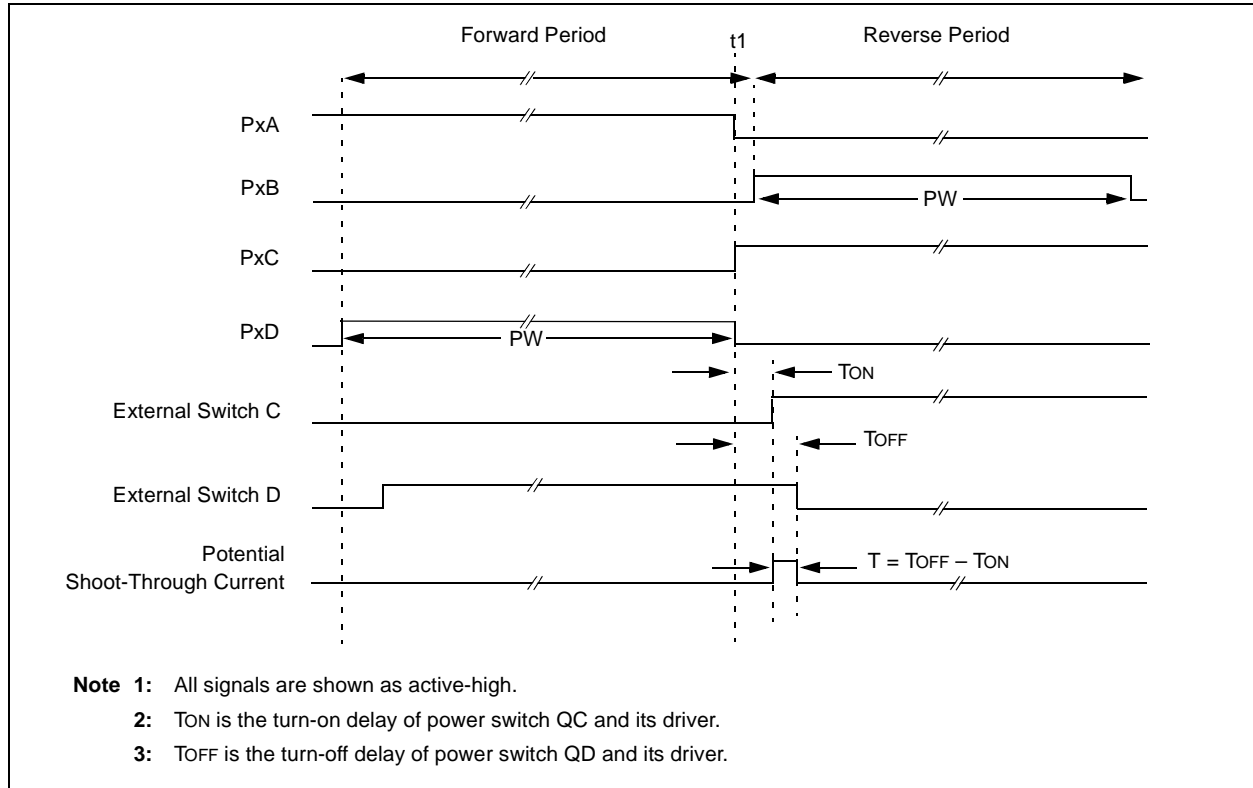 Forward Period
t1
Reverse Period
PxA
PxB
PW
PxC
PxD
PW
TON
External Switch C
TOFF
External Switch D
Potential
Shoot-Through Current
T = TOFF – TON
Note 1: All signals are shown as active-high.
2: TON is the turn-on delay of power switch QC and its driver.
3: TOFF is the turn-off delay of power switch QD and its driver.